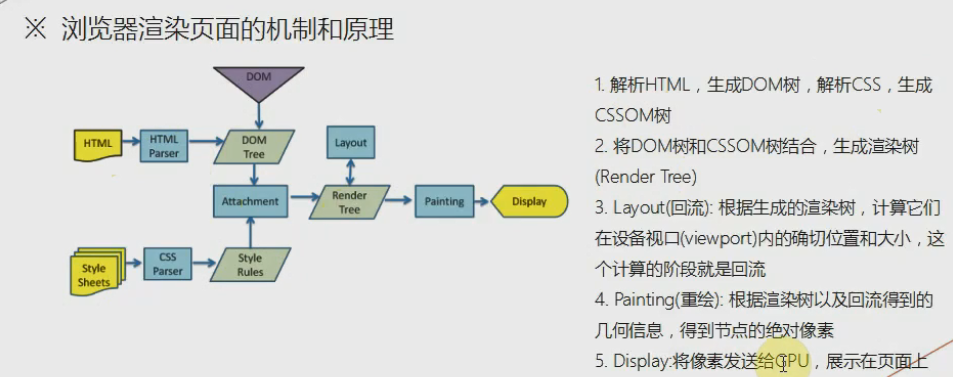 ※ 浏览器渲染页面的机制和原理
DOM
HTML
HTML
Parser
DOM
Tree
Layout
Attachment
Render
Tree
Painting
Display
Style
Sheets
CSS
Parser
Style
Rules
1. 解析HTML，生成DOM树，解析CSS，生成
CSSOM树
2. 将DOM树和CSSOM树结合，生成渲染树
(Render Tree)
3. Layout(回流): 根据生成的渲染树，计算它们
在设备视口(viewport)内的确切位置和大小，这
个计算的阶段就是回流
4. Painting(重绘): 根据渲染树以及回流得到的
几何信息，得到节点的绝对像素
5. Display:将像素发送给GPU，展示在页面上